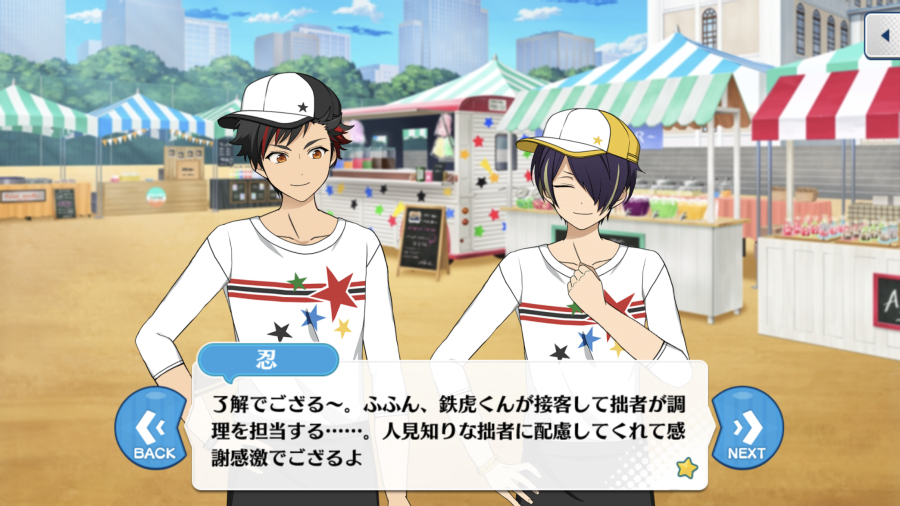 忍
了解でござる～。ふふん、鉄虎くんが接客して拙者が調
理を担当する……。人見知りな拙者に配慮してくれて感
謝感激でござるよ
BACK
NEXT